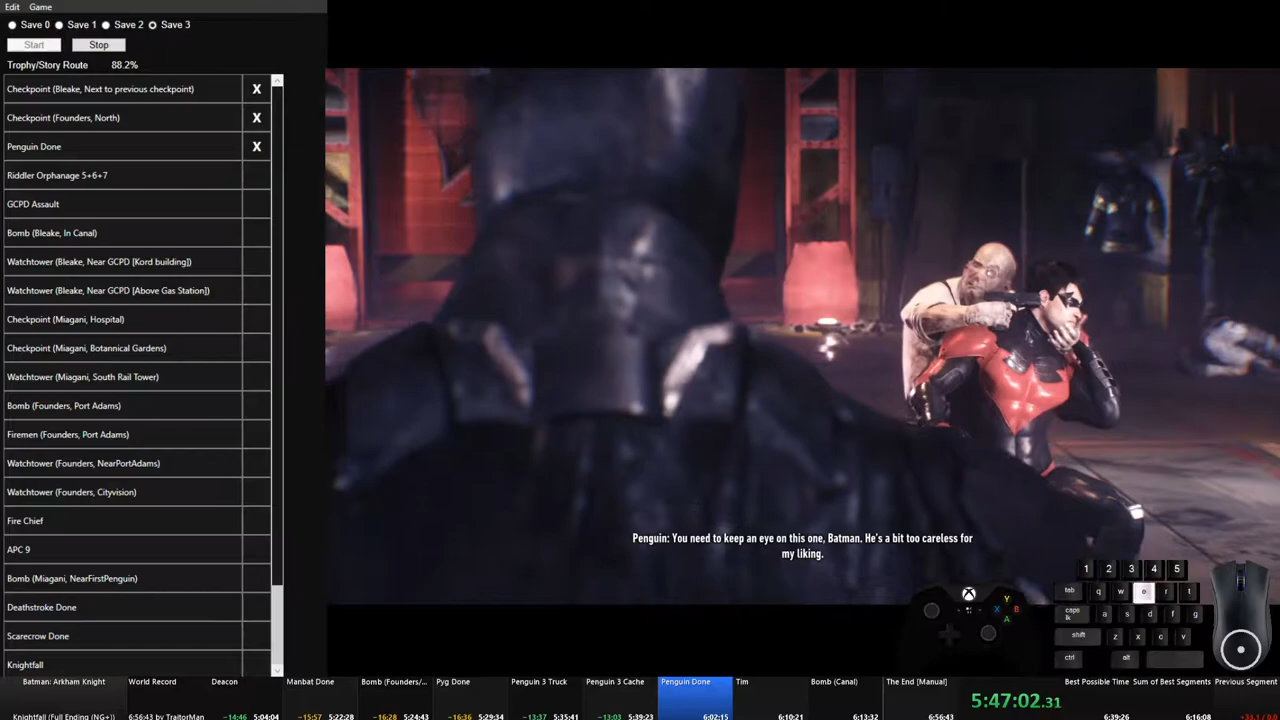 Edit Game
Save 0 Save 1 Save 2 Save 3
Start Stop
Trophy/Story Route 88.2%
Checkpoint (Bleake, Next to previous checkpoint) X
Checkpoint (Founders, North) X
Penguin Done X
Riddler Orphanage 5+6+7
GCPD Assault
Bomb (Bleake, In Canal)
Watchtower (Bleake, Near GCPD [Kord building])
Watchtower (Bleake, Near GCPD [Above Gas Station)
Checkpoint (Miagani, Hospital)
Checkpoint (Miagani, Botannical Gardens)
Watchtower (Miagani, South Rail Tower)
Bomb (Founders, Port Adams)
Firemen (Founders, Port Adams)
Watchtower (Founders, NearPortAdams)
Watchtower (Founders, Cityvision)
Fire Chief
APC 9
Bomb (Miagani, NearFirstPenguin)
Deathstroke Done
Scarecrow Done
Knightfall
Penguin: You need to keep an eye on this one, Batman. He's a bit too careless for
my liking.
1 2 3 4 5
tab q w e r t
caps lk a s d f g
shift z x c v
ctrl alt
Y
X B
A
Batman: Arkham Knight World Record Deacon Manbat Done Bomb (Founders/... Pyg Done Penguin 3 Truck Penguin 3 Cache Penguin Done Tim Bomb (Canal) The End [Manual] Best Possible Time Sum of Best Segments Previous Segment
5:47:02.31
Knightfall (Full Ending (NG+)) 6:56:43 by TraitorMan -14:46 5:04:04 -15:57 5:22:28 -16:28 5:24:43 -16:36 5:29:34 -13:37 5:35:41 -13:03 5:39:23 6:02:15 6:10:21 6:13:32 6:56:43 6:39:26 6:16:08 +33.1 / 0.0